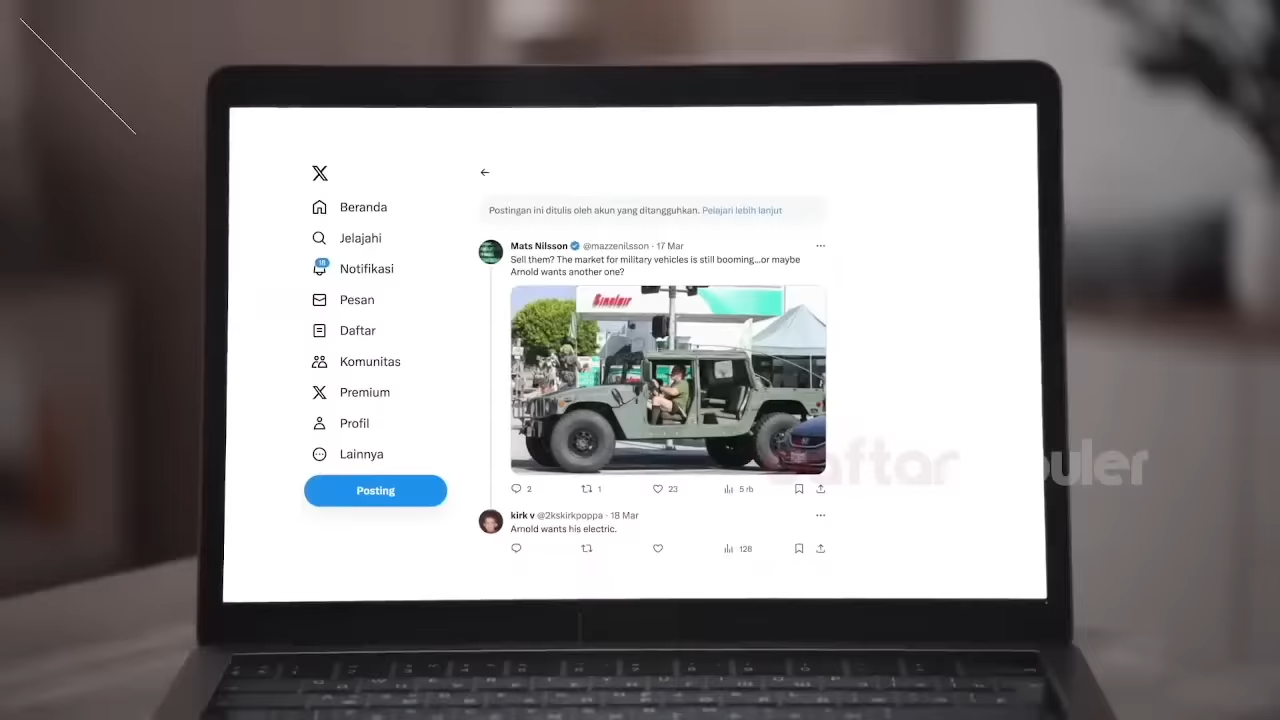 Beranda
Jelajahi
18
Notifikasi
Pesan
Daftar
Komunitas
Premium
Profil
Lainnya
Posting
Postingan ini ditulis oleh akun yang ditangguhkan. Pelajari lebih lanjut
Mats Nilsson @mazzenilsson · 17 Mar
Sell them? The market for military vehicles is still booming...or maybe
Arnold wants another one?
Sinclair
2 1 23 5 rb
kirk v @2kskirkpoppa · 18 Mar
Arnold wants his electric.
128